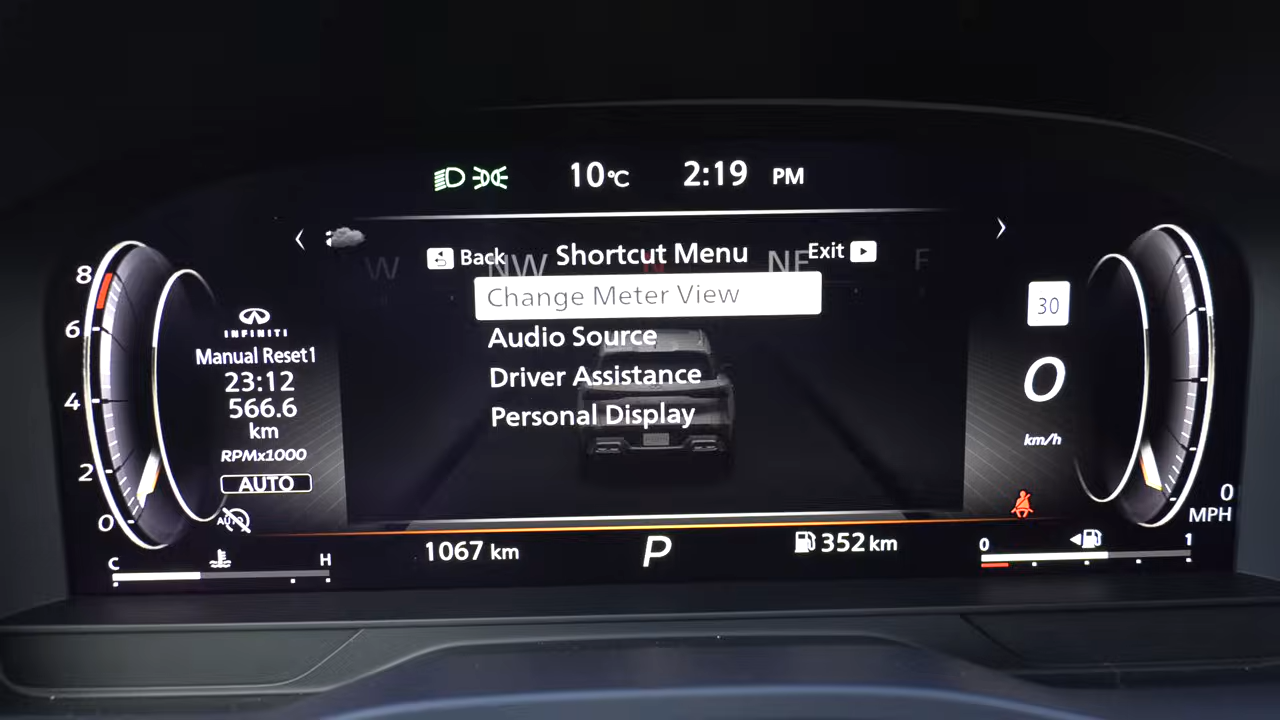 10°C 2:19 PM
Back Shortcut Menu Exit
W NW N NE E
Change Meter View
Audio Source
Driver Assistance
Personal Display
8
6
4
2
0
INFINITI
Manual Reset1
23:12
566.6
km
RPMx1000
AUTO
AUTO
30
0
km/h
0
MPH
C H
1067 km P 352 km
0 1